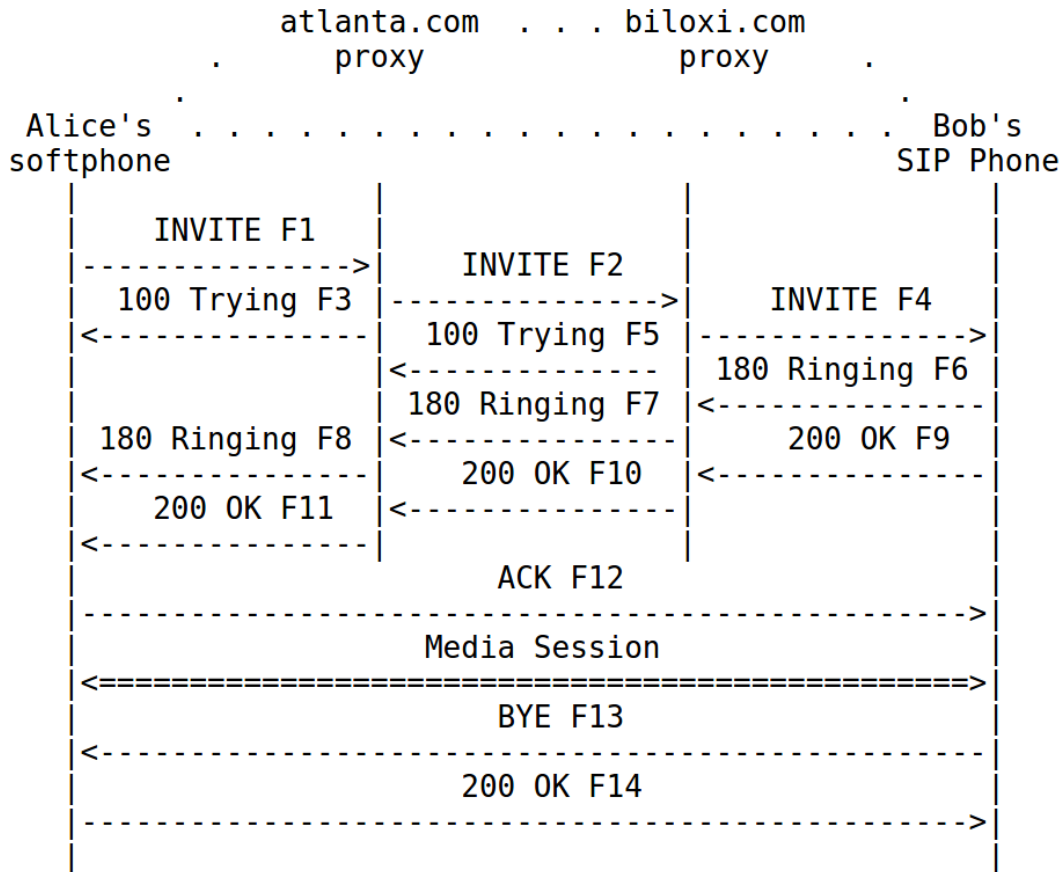 atlanta.com . . . biloxi.com
. proxy proxy .
. .
Alice's . . . . . . . . . . . . . . . . . . . . Bob's
softphone SIP Phone
| | | |
| INVITE F1 | | |
|--------------->| INVITE F2 | |
| 100 Trying F3 |--------------->| INVITE F4 |
|<---------------| 100 Trying F5 |--------------->|
| |<-------------- | 180 Ringing F6 |
| | 180 Ringing F7 |<---------------|
| 180 Ringing F8 |<---------------| 200 OK F9 |
|<---------------| 200 OK F10 |<---------------|
| 200 OK F11 |<---------------| |
|<---------------| | |
| ACK F12 |
|------------------------------------------------->|
| Media Session |
|<================================================>|
| BYE F13 |
|<-------------------------------------------------|
| 200 OK F14 |
|------------------------------------------------->|
| |